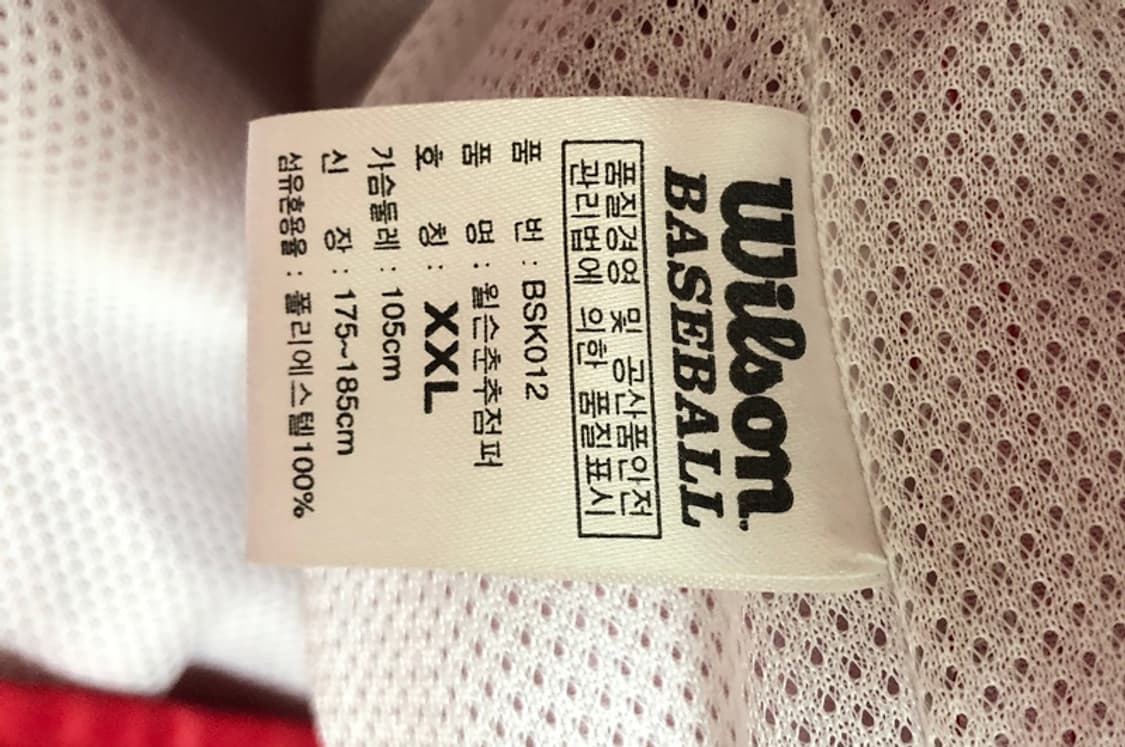 Wilson
BASEBALL
품질경영 및 공산품안전
관리법에 의한 품질표시
품 번 : BSK012
품 명 : 윌슨춘추점퍼
호 칭 : XXL
가슴둘레 : 105cm
신 장 : 175~185cm
섬유혼용율 : 폴리에스텔100%